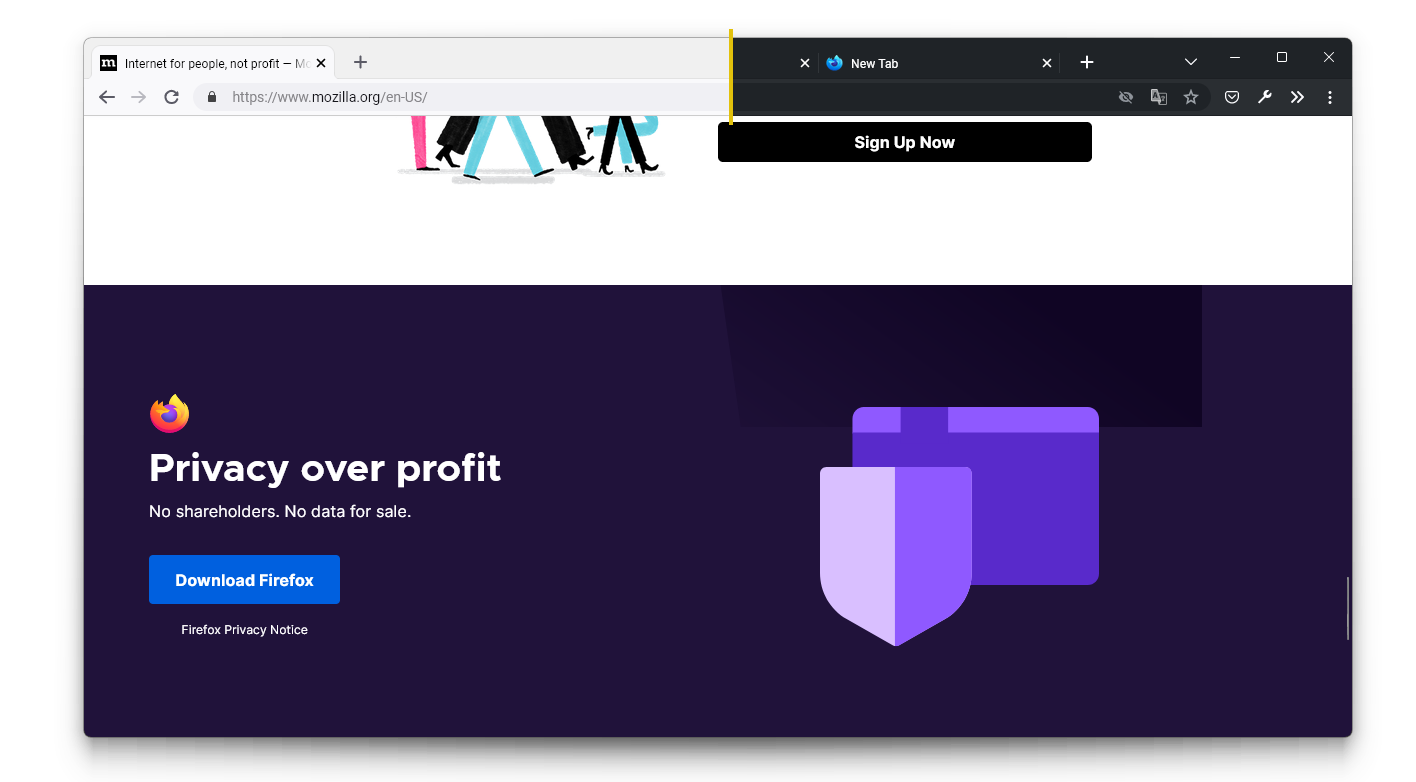 m Internet for people, not profit — Mo
New Tab
https://www.mozilla.org/en-US/
Sign Up Now
Privacy over profit
No shareholders. No data for sale.
Download Firefox
Firefox Privacy Notice